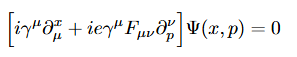 [iγ^μ ∂^x_μ + ieγ^μ F_{μν} ∂^ν_p] Ψ(x, p) = 0